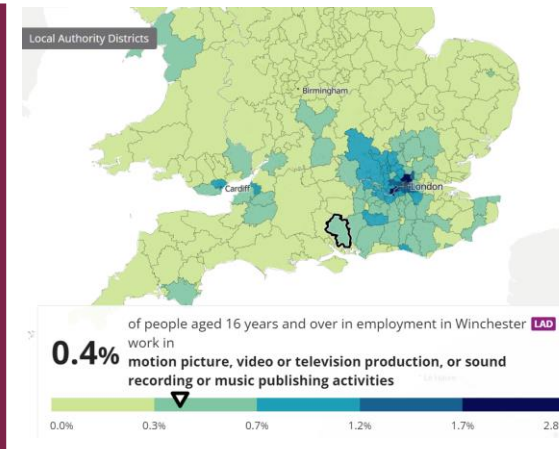 Local Authority Districts
Birmingham
Cardiff
London
of people aged 16 years and over in employment in Winchester LAD
work in
0.4%
motion picture, video or television production, or sound
recording or music publishing activities
0.0% 0.3% 0.7% 1.2% 1.7% 2.8